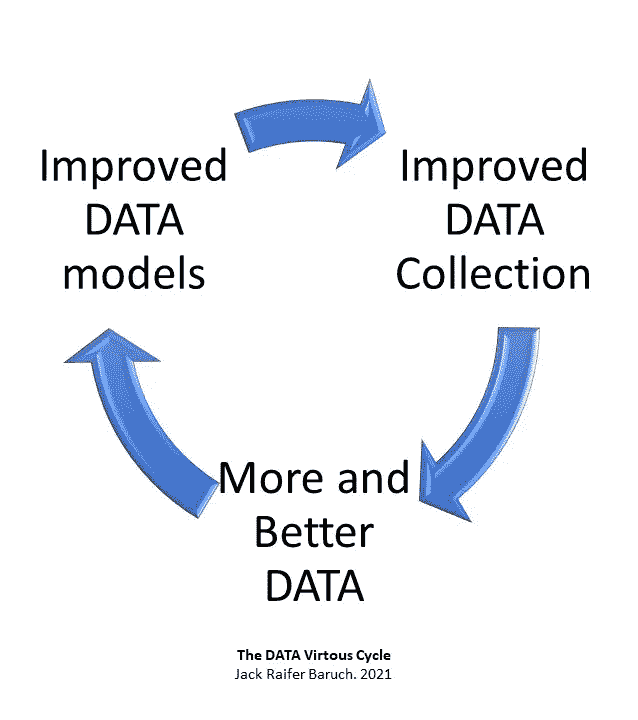 Improved
DATA
models
Improved
DATA
Collection
More and
Better
DATA
The DATA Virtous Cycle
Jack Raifer Baruch. 2021